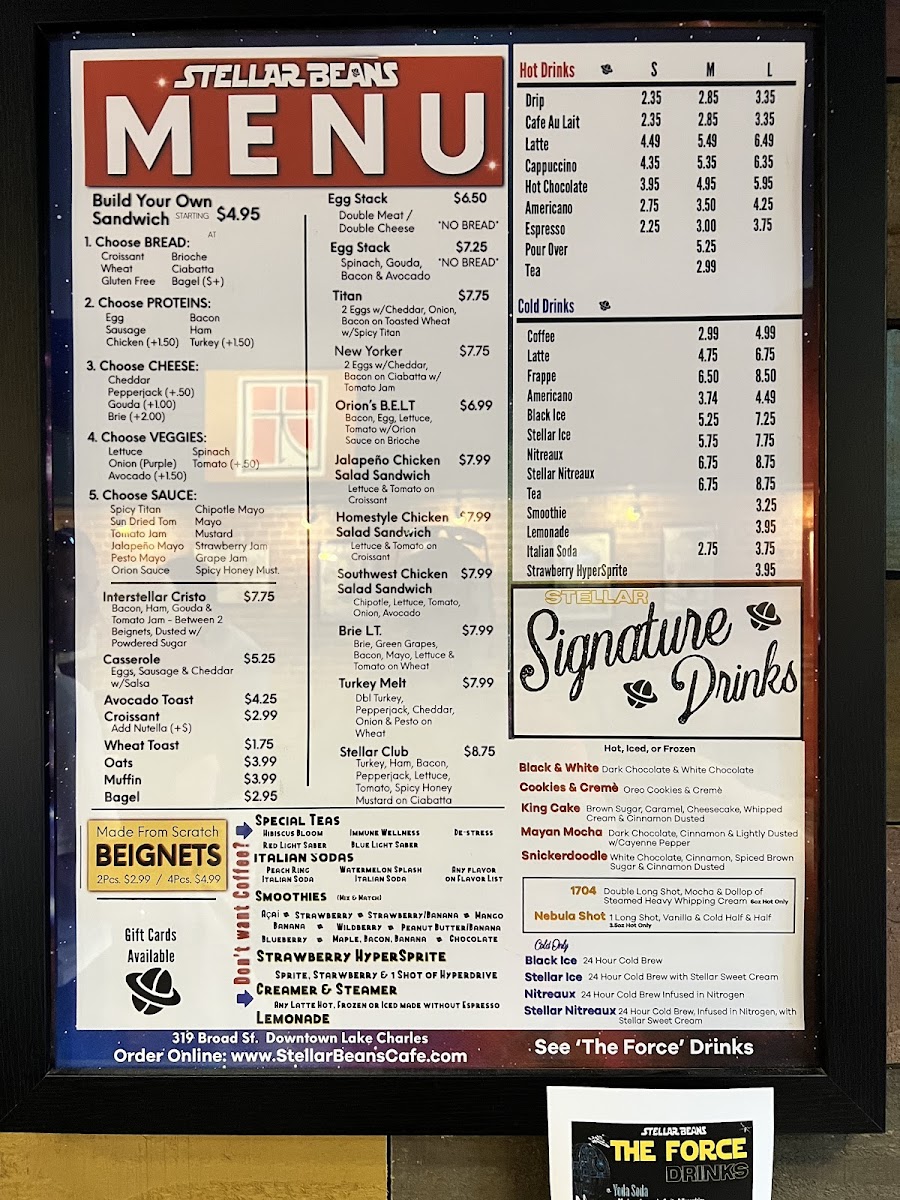 STELLAR BEANS
MENU
Build Your Own
Sandwich STARTING AT $4.95
1. Choose BREAD:
Croissant Brioche
Wheat Ciabatta
Gluten Free Bagel (S+)
2. Choose PROTEINS:
Egg Bacon
Sausage Ham
Chicken (+1.50) Turkey (+1.50)
3. Choose CHEESE:
Cheddar
Pepperjack (+.50)
Gouda (+1.00)
Brie (+2.00)
4. Choose VEGGIES:
Lettuce Spinach
Onion (Purple) Tomato (+.50)
Avocado (+1.50)
5. Choose SAUCE:
Spicy Titan Chipotle Mayo
Sun Dried Tom Mayo
Tomato Jam Mustard
Jalapeño Mayo Strawberry Jam
Pesto Mayo Grape Jam
Orion Sauce Spicy Honey Must.
Interstellar Cristo $7.75
Bacon, Ham, Gouda &
Tomato Jam - Between 2
Beignets, Dusted w/
Powdered Sugar
Casserole $5.25
Eggs, Sausage & Cheddar
w/Salsa
Avocado Toast $4.25
Croissant $2.99
Add Nutella (+$)
Wheat Toast $1.75
Oats $3.99
Muffin $3.99
Bagel $2.95
Egg Stack $6.50
Double Meat /
Double Cheese *NO BREAD*
Egg Stack $7.25
Spinach, Gouda, *NO BREAD*
Bacon & Avocado
Titan $7.75
2 Eggs w/Cheddar, Onion,
Bacon on Toasted Wheat
w/Spicy Titan
New Yorker $7.75
2 Eggs w/Cheddar,
Bacon on Ciabatta w/
Tomato Jam
Orion's B.E.L.T $6.99
Bacon, Egg, Lettuce,
Tomato w/Orion
Sauce on Brioche
Jalapeño Chicken $7.99
Salad Sandwich
Lettuce & Tomato on
Croissant
Homestyle Chicken $7.99
Salad Sandwich
Lettuce & Tomato on
Croissant
Southwest Chicken $7.99
Salad Sandwich
Chipotle, Lettuce, Tomato,
Onion, Avocado
Brie L.T. $7.99
Brie, Green Grapes,
Bacon, Mayo, Lettuce &
Tomato on Wheat
Turkey Melt $7.99
Dbl Turkey,
Pepperjack, Cheddar,
Onion & Pesto on
Wheat
Stellar Club $8.75
Turkey, Ham, Bacon,
Pepperjack, Lettuce,
Tomato, Spicy Honey
Mustard on Ciabatta
Made From Scratch
BEIGNETS
2Pcs. $2.99 / 4Pcs. $4.99
Gift Cards
Available
Don't want Coffee?
SPECIAL TEAS
HIBISCUS BLOOM IMMUNE WELLNESS DE-STRESS
RED LIGHT SABER BLUE LIGHT SABER
ITALIAN SODAS
PEACH RING WATERMELON SPLASH ANY FLAVOR
ITALIAN SODA ITALIAN SODA ON FLAVOR LIST
SMOOTHIES (MIX & MATCH)
AÇAI STRAWBERRY STRAWBERRY/BANANA MANGO
BANANA WILDBERRY PEANUT BUTTER/BANANA
BLUEBERRY MAPLE, BACON, BANANA CHOCOLATE
STRAWBERRY HYPERSPRITE
SPRITE, STARWBERRY & 1 SHOT OF HYPERDRIVE
CREAMER & STEAMER
ANY LATTE HOT, FROZEN OR ICED MADE WITHOUT ESPRESSO
LEMONADE
Hot Drinks S M L
Drip 2.35 2.85 3.35
Cafe Au Lait 2.35 2.85 3.35
Latte 4.49 5.49 6.49
Cappuccino 4.35 5.35 6.35
Hot Chocolate 3.95 4.95 5.95
Americano 2.75 3.50 4.25
Espresso 2.25 3.00 3.75
Pour Over 5.25
Tea 2.99
Cold Drinks
Coffee 2.99 4.99
Latte 4.75 6.75
Frappe 6.50 8.50
Americano 3.74 4.49
Black Ice 5.25 7.25
Stellar Ice 5.75 7.75
Nitreaux 6.75 8.75
Stellar Nitreaux 6.75 8.75
Tea 3.25
Smoothie 3.95
Lemonade 2.75 3.75
Italian Soda 3.95
Strawberry HyperSprite
STELLAR
Signature
Drinks
Hot, Iced, or Frozen
Black & White Dark Chocolate & White Chocolate
Cookies & Cremè Oreo Cookies & Cremè
King Cake Brown Sugar, Caramel, Cheesecake, Whipped
Cream & Cinnamon Dusted
Mayan Mocha Dark Chocolate, Cinnamon & Lightly Dusted
w/Cayenne Pepper
Snickerdoodle White Chocolate, Cinnamon, Spiced Brown
Sugar & Cinnamon Dusted
1704 Double Long Shot, Mocha & Dollop of
Steamed Heavy Whipping Cream 6oz Hot Only
Nebula Shot 1 Long Shot, Vanilla & Cold Half & Half
3.5oz Hot Only
Cold Only
Black Ice 24 Hour Cold Brew
Stellar Ice 24 Hour Cold Brew with Stellar Sweet Cream
Nitreaux 24 Hour Cold Brew Infused in Nitrogen
Stellar Nitreaux 24 Hour Cold Brew, Infused in Nitrogen, with
Stellar Sweet Cream
319 Broad St. Downtown Lake Charles
Order Online: www.StellarBeansCafe.com
See 'The Force' Drinks
STELLAR BEANS
THE FORCE
DRINKS
Yoda Soda